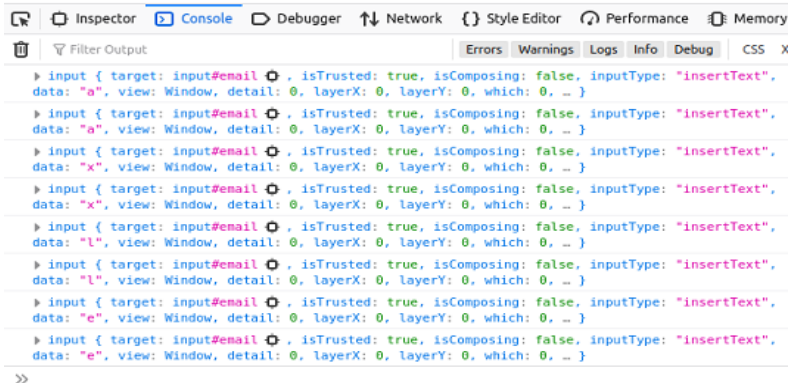 Inspector Console Debugger Network {} Style Editor Performance Memory
Filter Output Errors Warnings Logs Info Debug CSS X
input { target: input#email , isTrusted: true, isComposing: false, inputType: "insertText",
data: "a", view: Window, detail: 0, layerX: 0, layerY: 0, which: 0, … }
input { target: input#email , isTrusted: true, isComposing: false, inputType: "insertText",
data: "a", view: Window, detail: 0, layerX: 0, layerY: 0, which: 0, … }
input { target: input#email , isTrusted: true, isComposing: false, inputType: "insertText",
data: "x", view: Window, detail: 0, layerX: 0, layerY: 0, which: 0, … }
input { target: input#email , isTrusted: true, isComposing: false, inputType: "insertText",
data: "x", view: Window, detail: 0, layerX: 0, layerY: 0, which: 0, … }
input { target: input#email , isTrusted: true, isComposing: false, inputType: "insertText",
data: "l", view: Window, detail: 0, layerX: 0, layerY: 0, which: 0, … }
input { target: input#email , isTrusted: true, isComposing: false, inputType: "insertText",
data: "l", view: Window, detail: 0, layerX: 0, layerY: 0, which: 0, … }
input { target: input#email , isTrusted: true, isComposing: false, inputType: "insertText",
data: "e", view: Window, detail: 0, layerX: 0, layerY: 0, which: 0, … }
input { target: input#email , isTrusted: true, isComposing: false, inputType: "insertText",
data: "e", view: Window, detail: 0, layerX: 0, layerY: 0, which: 0, … }
»